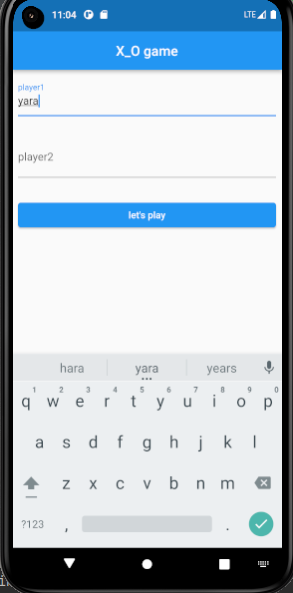 11:04 LTE
X_O game
player1
yara
player2
let's play
hara yara years
1 2 3 4 5 6 7 8 9 0
q w e r t y u i o p
a s d f g h j k l
z x c v b n m
?123 , .